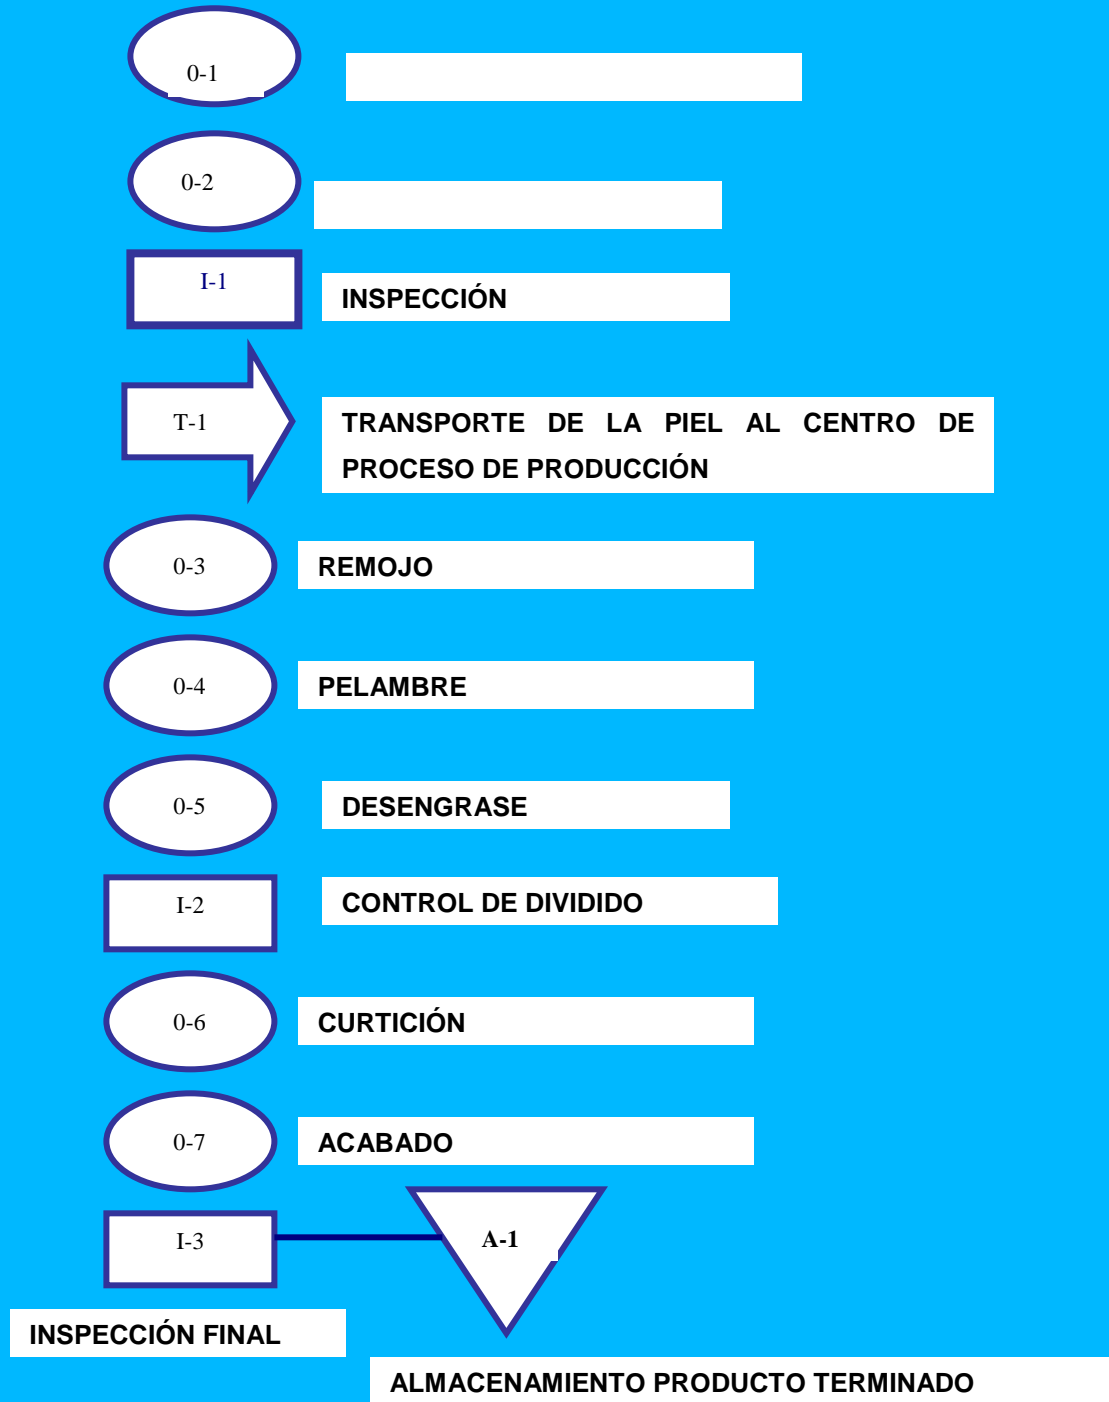 0-1
0-2
I-1
INSPECCIÓN
T-1
TRANSPORTE DE LA PIEL AL CENTRO DE
PROCESO DE PRODUCCIÓN
0-3
REMOJO
0-4
PELAMBRE
0-5
DESENGRASE
I-2
CONTROL DE DIVIDIDO
0-6
CURTICIÓN
0-7
ACABADO
I-3
A-1
INSPECCIÓN FINAL
ALMACENAMIENTO PRODUCTO TERMINADO